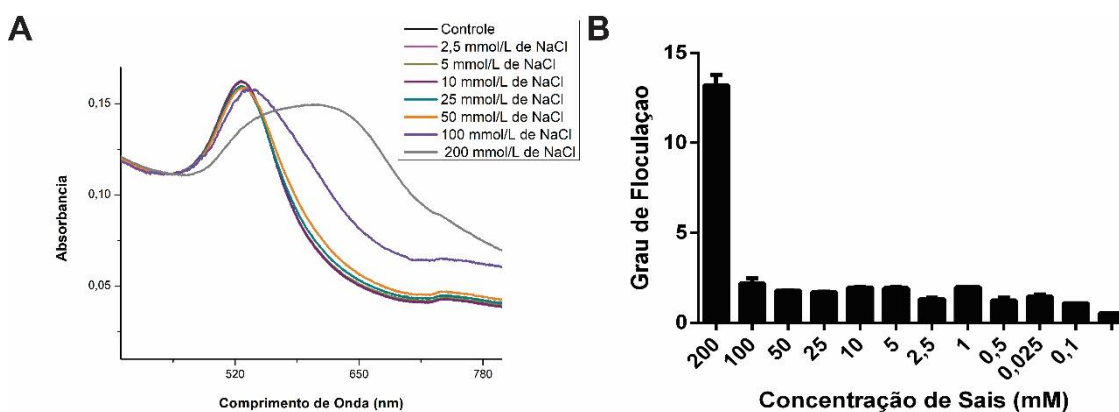 A
Controle
2,5 mmol/L de NaCl
5 mmol/L de NaCl
10 mmol/L de NaCl
25 mmol/L de NaCl
50 mmol/L de NaCl
100 mmol/L de NaCl
200 mmol/L de NaCl
0,15
0,10
0,05
Absorbancia
520
650
780
Comprimento de Onda (nm)
B
15
10
5
0
Grau de Floculaçao
200
100
50
25
10
5
2,5
1
0,5
0,025
0,1
Concentração de Sais (mM)